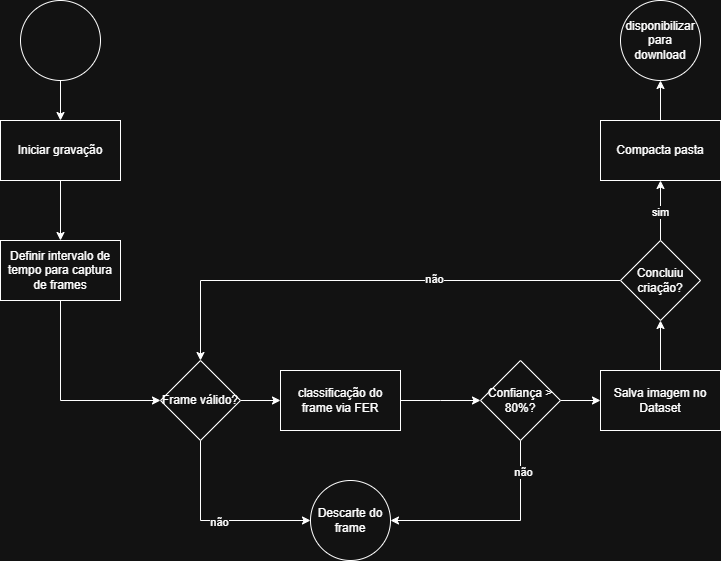 disponibilizar
para
download
Iniciar gravação
Compacta pasta
sim
Definir intervalo de
tempo para captura
de frames
Concluiu
criação?
não
Frame válido?
classificação do
frame via FER
Confiança >
80%?
Salva imagem no
Dataset
não
não
Descarte do
frame